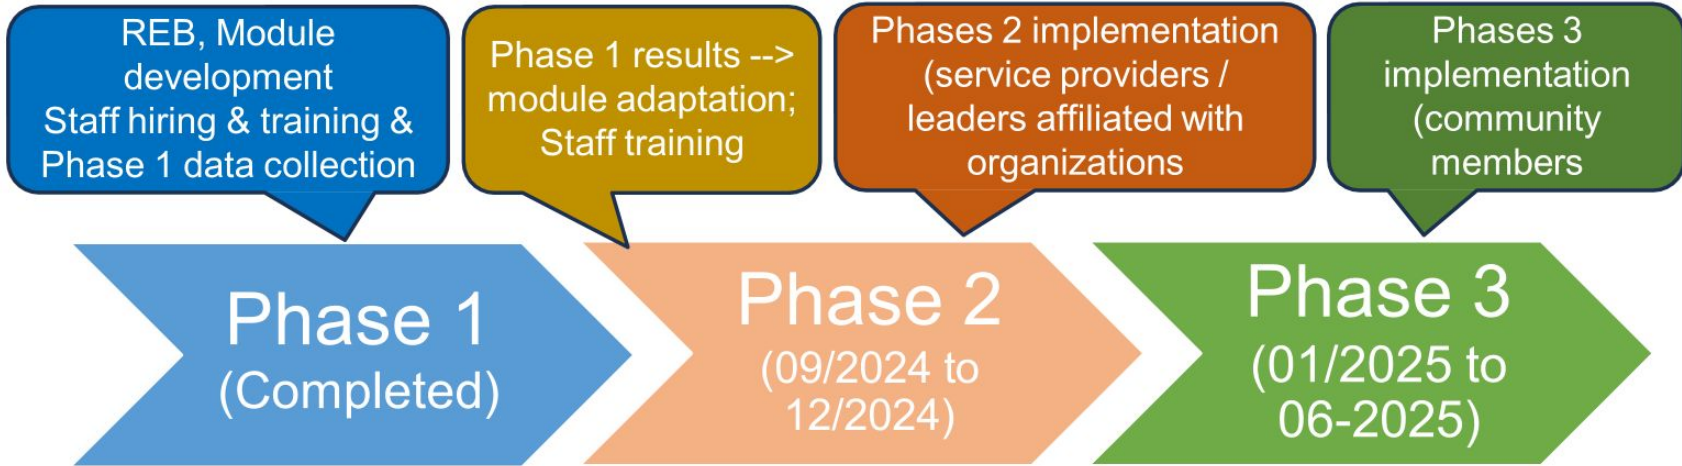 REB, Module
development
Staff hiring & training &
Phase 1 data collection
Phase 1 results -->
module adaptation;
Staff training
Phases 2 implementation
(service providers /
leaders affiliated with
organizations
Phases 3
implementation
(community
members
Phase 1
(Completed)
Phase 2
(09/2024 to
12/2024)
Phase 3
(01/2025 to
06-2025)